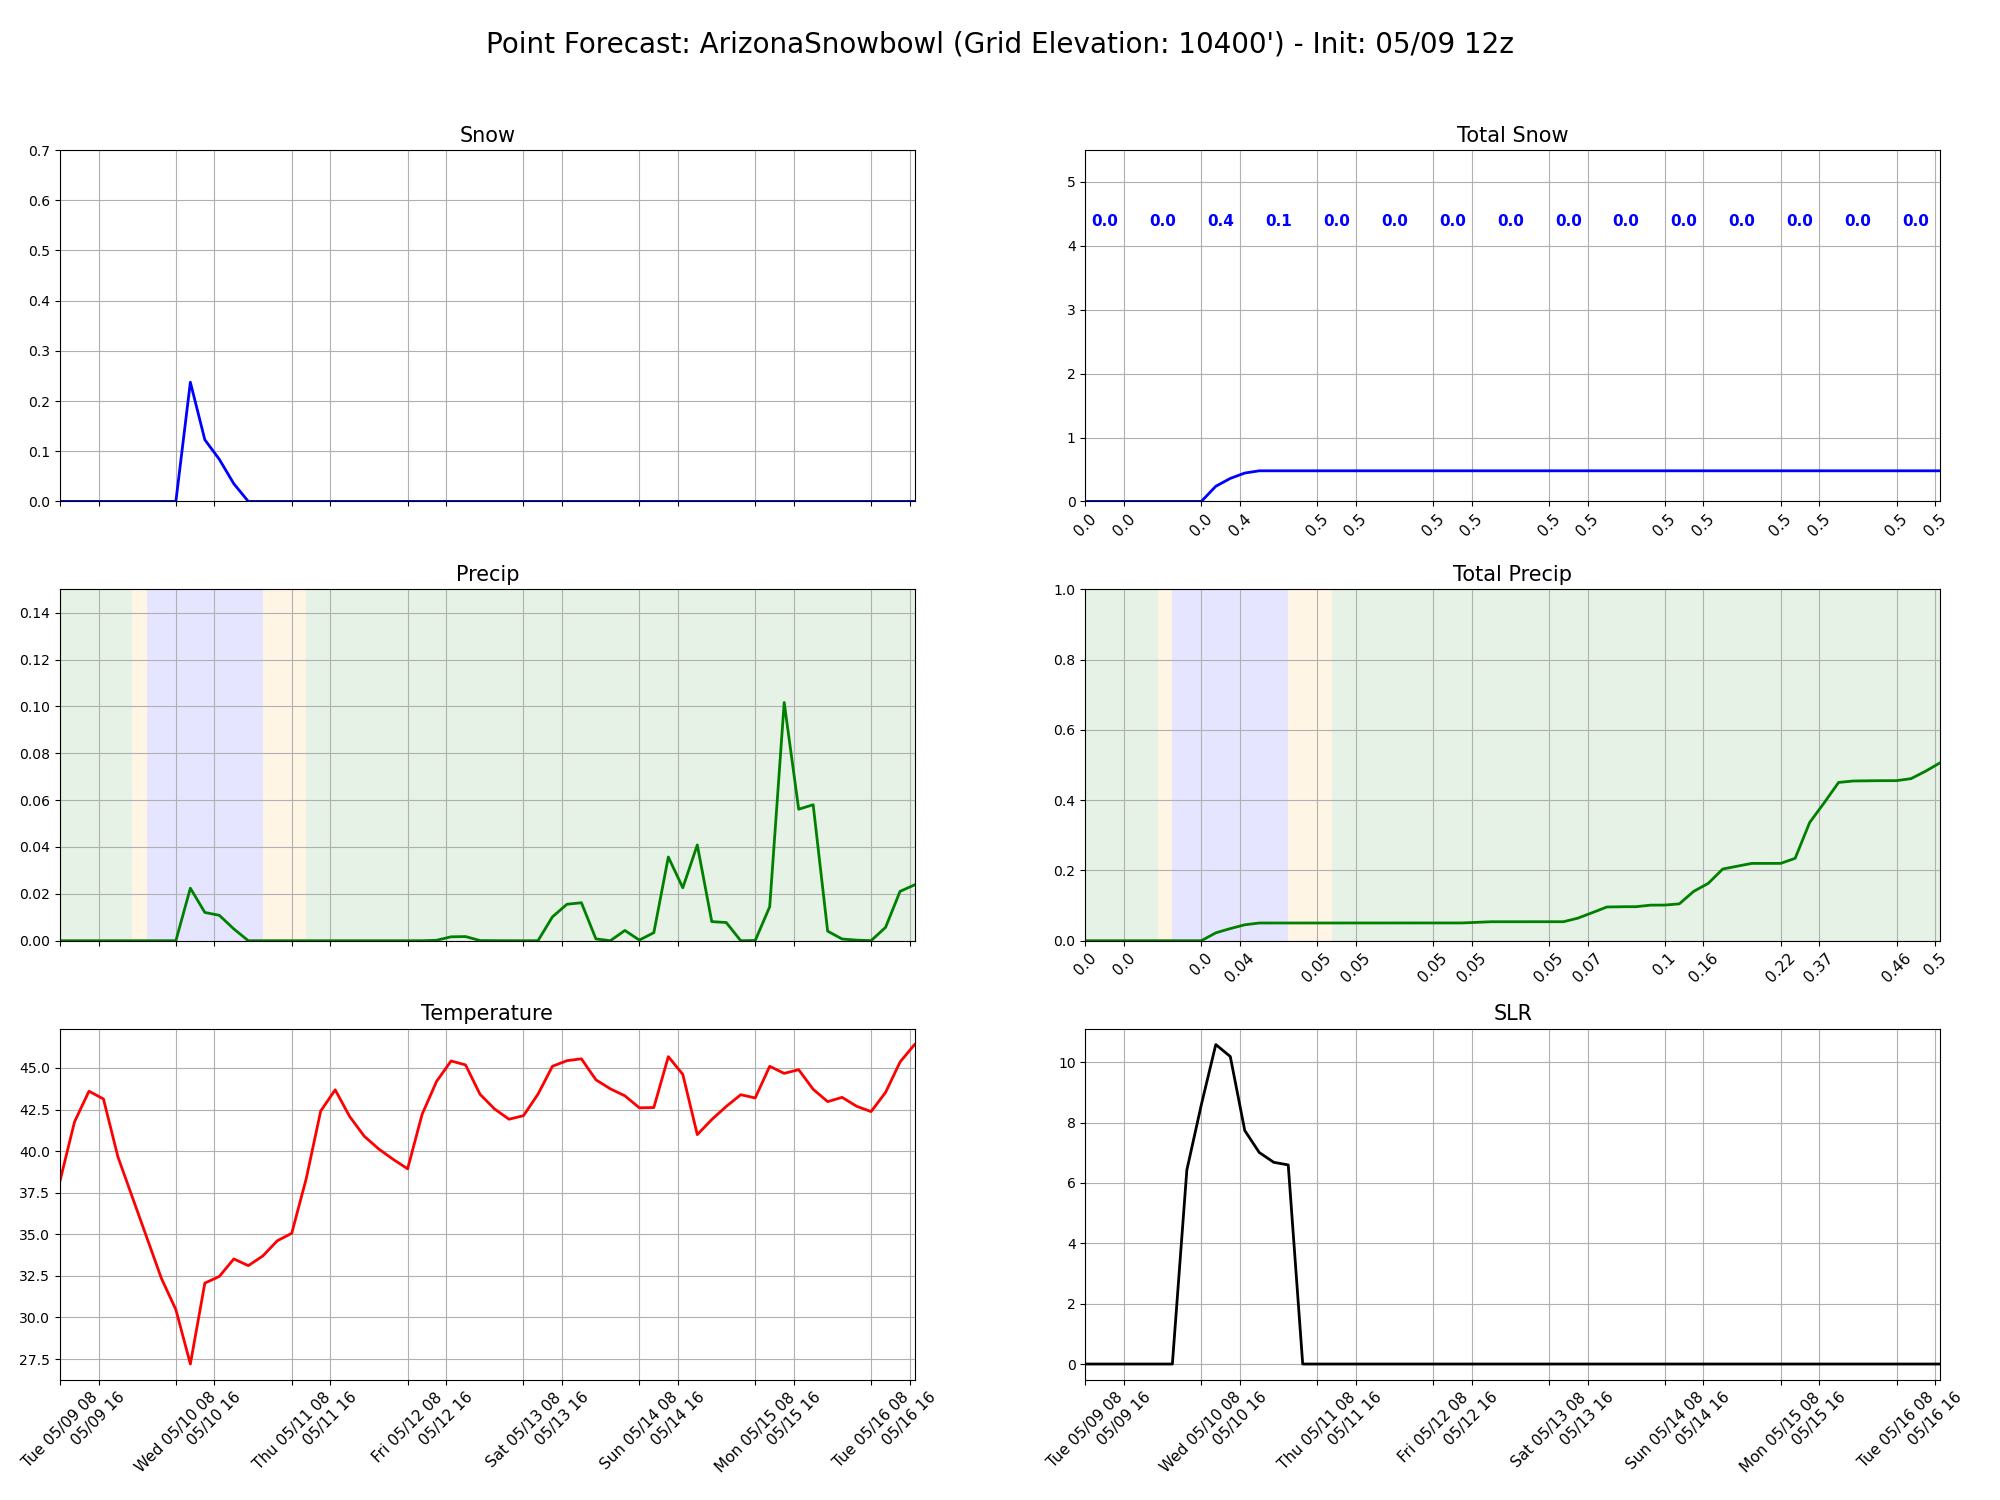 Point Forecast: ArizonaSnowbowl (Grid Elevation: 10400') - Init: 05/09 12z
Snow
0.7
0.6
0.5
0.4
0.3
0.2
0.1
0.0
Total Snow
5
4
3
2
1
0
0.0 0.0 0.4 0.1 0.0 0.0 0.0 0.0 0.0 0.0 0.0 0.0 0.0 0.0 0.0
0.0 0.0 0.0 0.4 0.5 0.5 0.5 0.5 0.5 0.5 0.5 0.5 0.5 0.5 0.5 0.5
Precip
0.14
0.12
0.10
0.08
0.06
0.04
0.02
0.00
Total Precip
1.0
0.8
0.6
0.4
0.2
0.0
0.0 0.0 0.0 0.04 0.05 0.05 0.05 0.05 0.05 0.07 0.1 0.16 0.22 0.37 0.46 0.5
Temperature
45.0
42.5
40.0
37.5
35.0
32.5
30.0
27.5
Tue 05/09 08
05/09 16
Wed 05/10 08
05/10 16
Thu 05/11 08
05/11 16
Fri 05/12 08
05/12 16
Sat 05/13 08
05/13 16
Sun 05/14 08
05/14 16
Mon 05/15 08
05/15 16
Tue 05/16 08
05/16 16
SLR
10
8
6
4
2
0
Tue 05/09 08
05/09 16
Wed 05/10 08
05/10 16
Thu 05/11 08
05/11 16
Fri 05/12 08
05/12 16
Sat 05/13 08
05/13 16
Sun 05/14 08
05/14 16
Mon 05/15 08
05/15 16
Tue 05/16 08
05/16 16